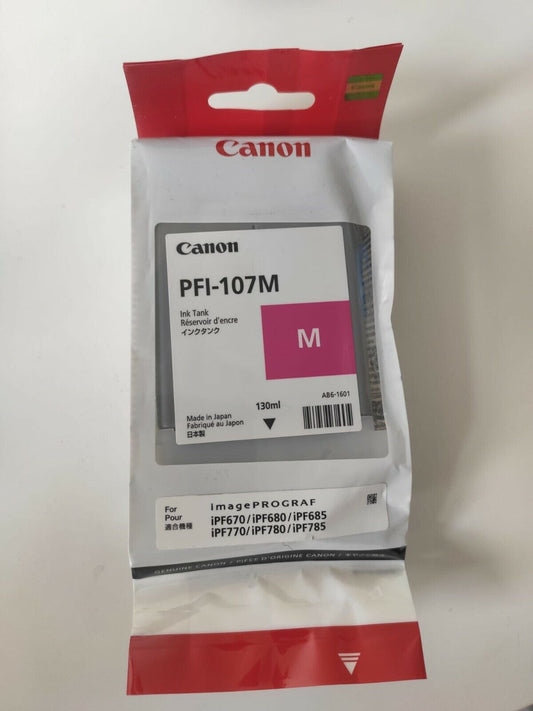 Canon
Canon
Canon
PFI-107M
Ink Tank
Réservoir d'encre
インクタンク
M
AB6-1601
130ml
Made in Japan
Fabriqué au Japon
日本製
For
Pour
適合機種
imagePROGRAF
iPF670/iPF680/iPF685
iPF770/iPF780/iPF785
GENUINE CANON / PIÈCE D'ORIGINE CANON /